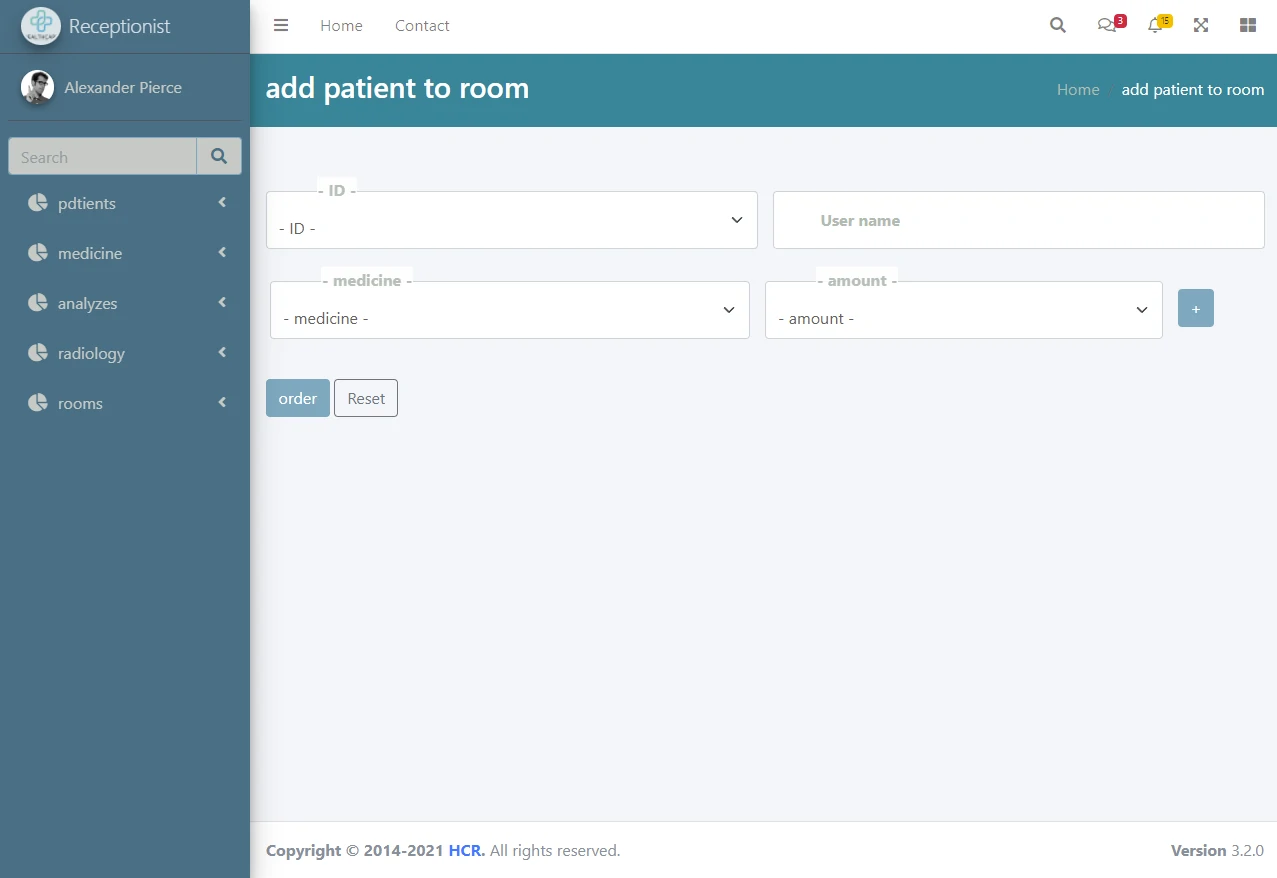 Receptionist
Home
Contact
3
15
Alexander Pierce
add patient to room
Home
add patient to room
Search
pdtients
medicine
analyzes
radiology
rooms
- ID -
- ID -
User name
- medicine -
- medicine -
- amount -
- amount -
+
order
Reset
Copyright © 2014-2021 HCR. All rights reserved.
Version 3.2.0